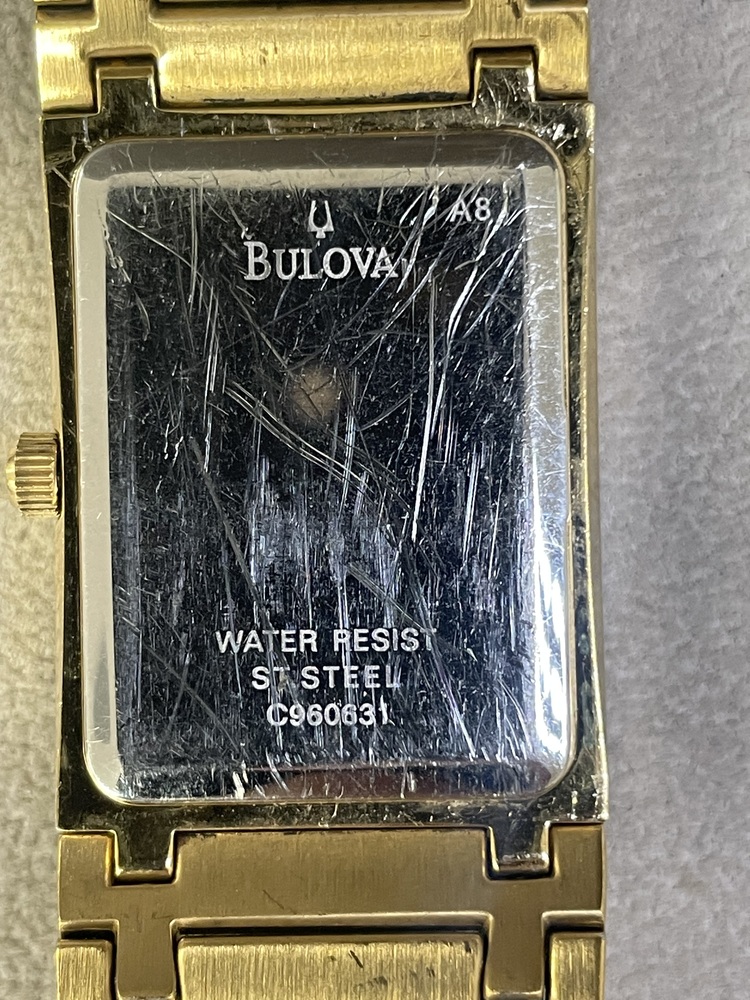 A8
BULOVA
WATER RESIST
ST. STEEL
C960631